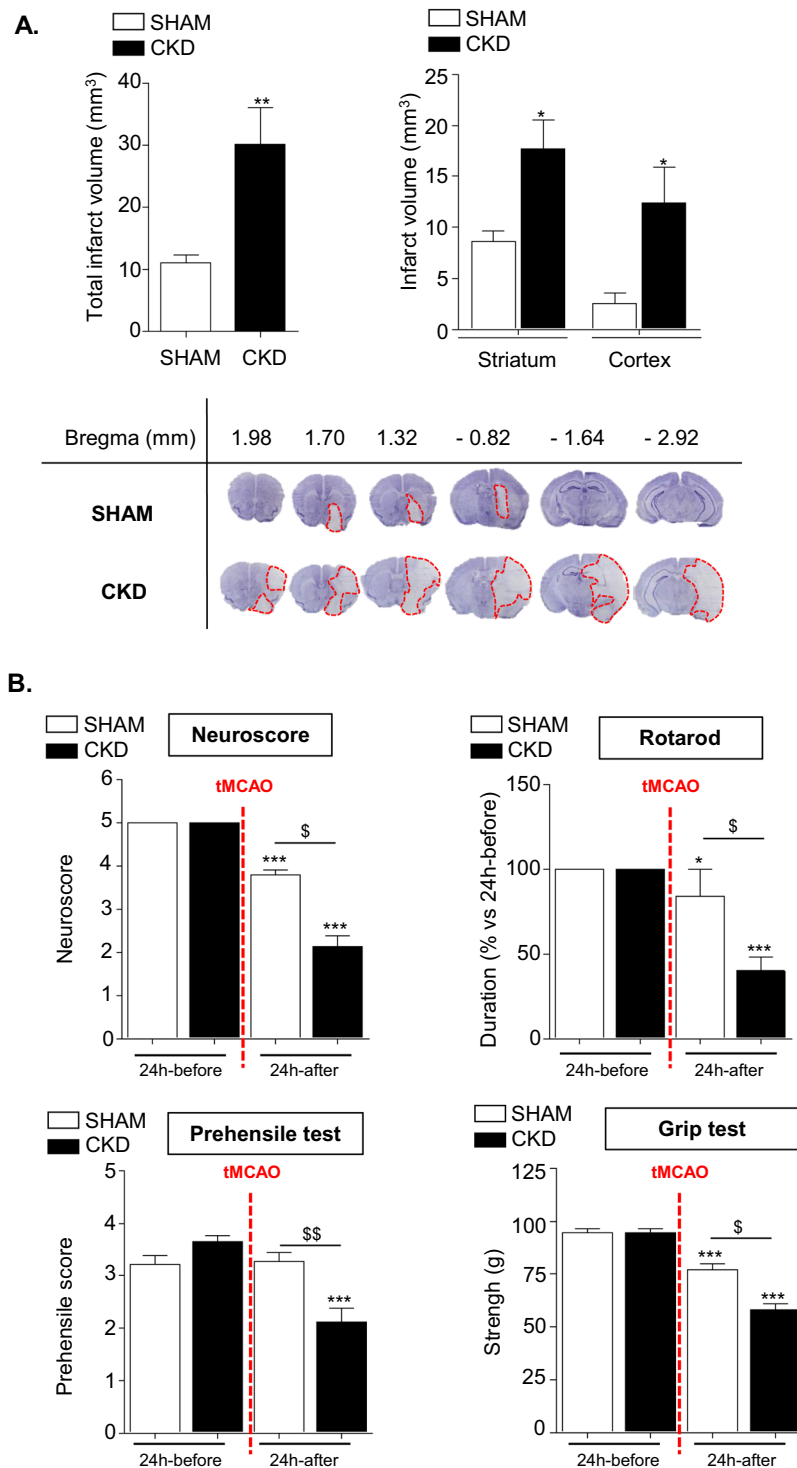 A.
SHAM
CKD
Total infarct volume (mm³)
40
30
20
10
0
**
SHAM CKD
SHAM
CKD
Infarct volume (mm³)
25
20
15
10
5
0
*
*
Striatum Cortex
Bregma (mm) 1.98 1.70 1.32 - 0.82 - 1.64 - 2.92
SHAM
CKD
B.
SHAM
CKD
Neuroscore
tMCAO
Neuroscore
6
5
4
3
2
1
0
$
***
***
24h-before 24h-after
SHAM
CKD
Rotarod
tMCAO
Duration (% vs 24h-before)
150
100
50
0
$
*
***
24h-before 24h-after
SHAM
CKD
Prehensile test
tMCAO
Prehensile score
5
4
3
2
1
0
$$
***
24h-before 24h-after
SHAM
CKD
Grip test
tMCAO
Strengh (g)
125
100
75
50
25
0
$
***
***
24h-before 24h-after